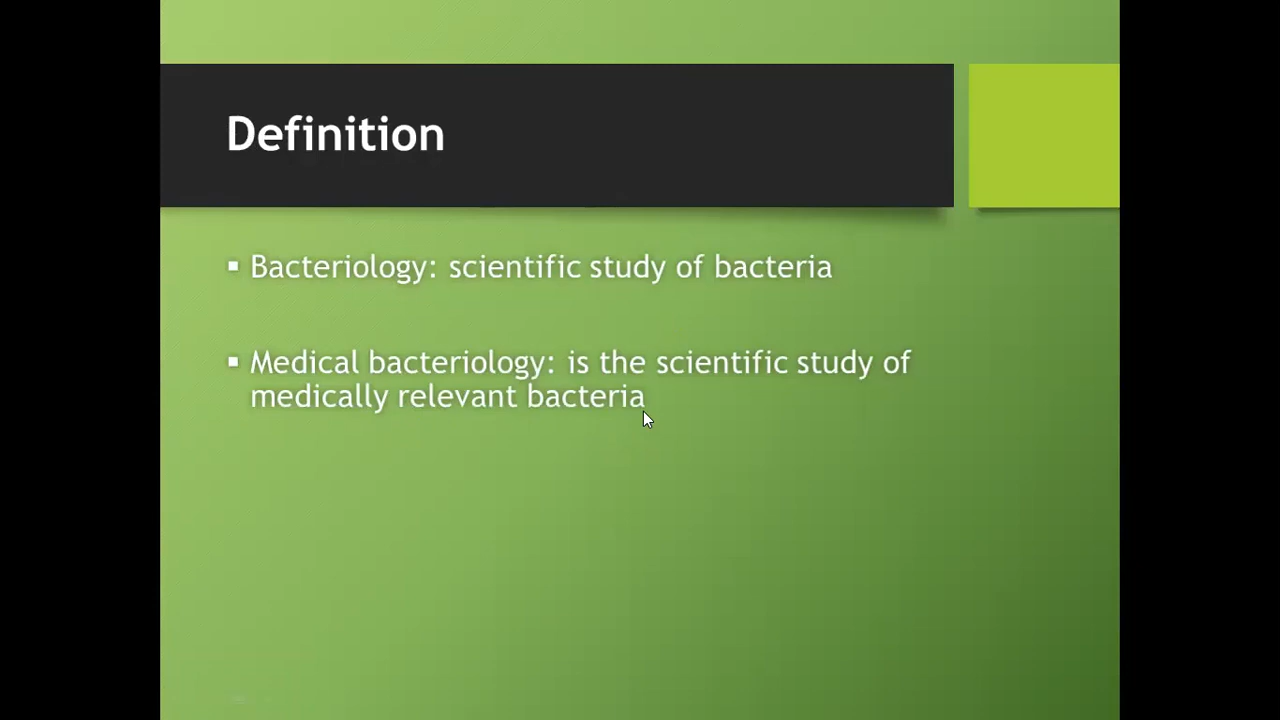 Definition
▪ Bacteriology: scientific study of bacteria
▪ Medical bacteriology: is the scientific study of
medically relevant bacteria